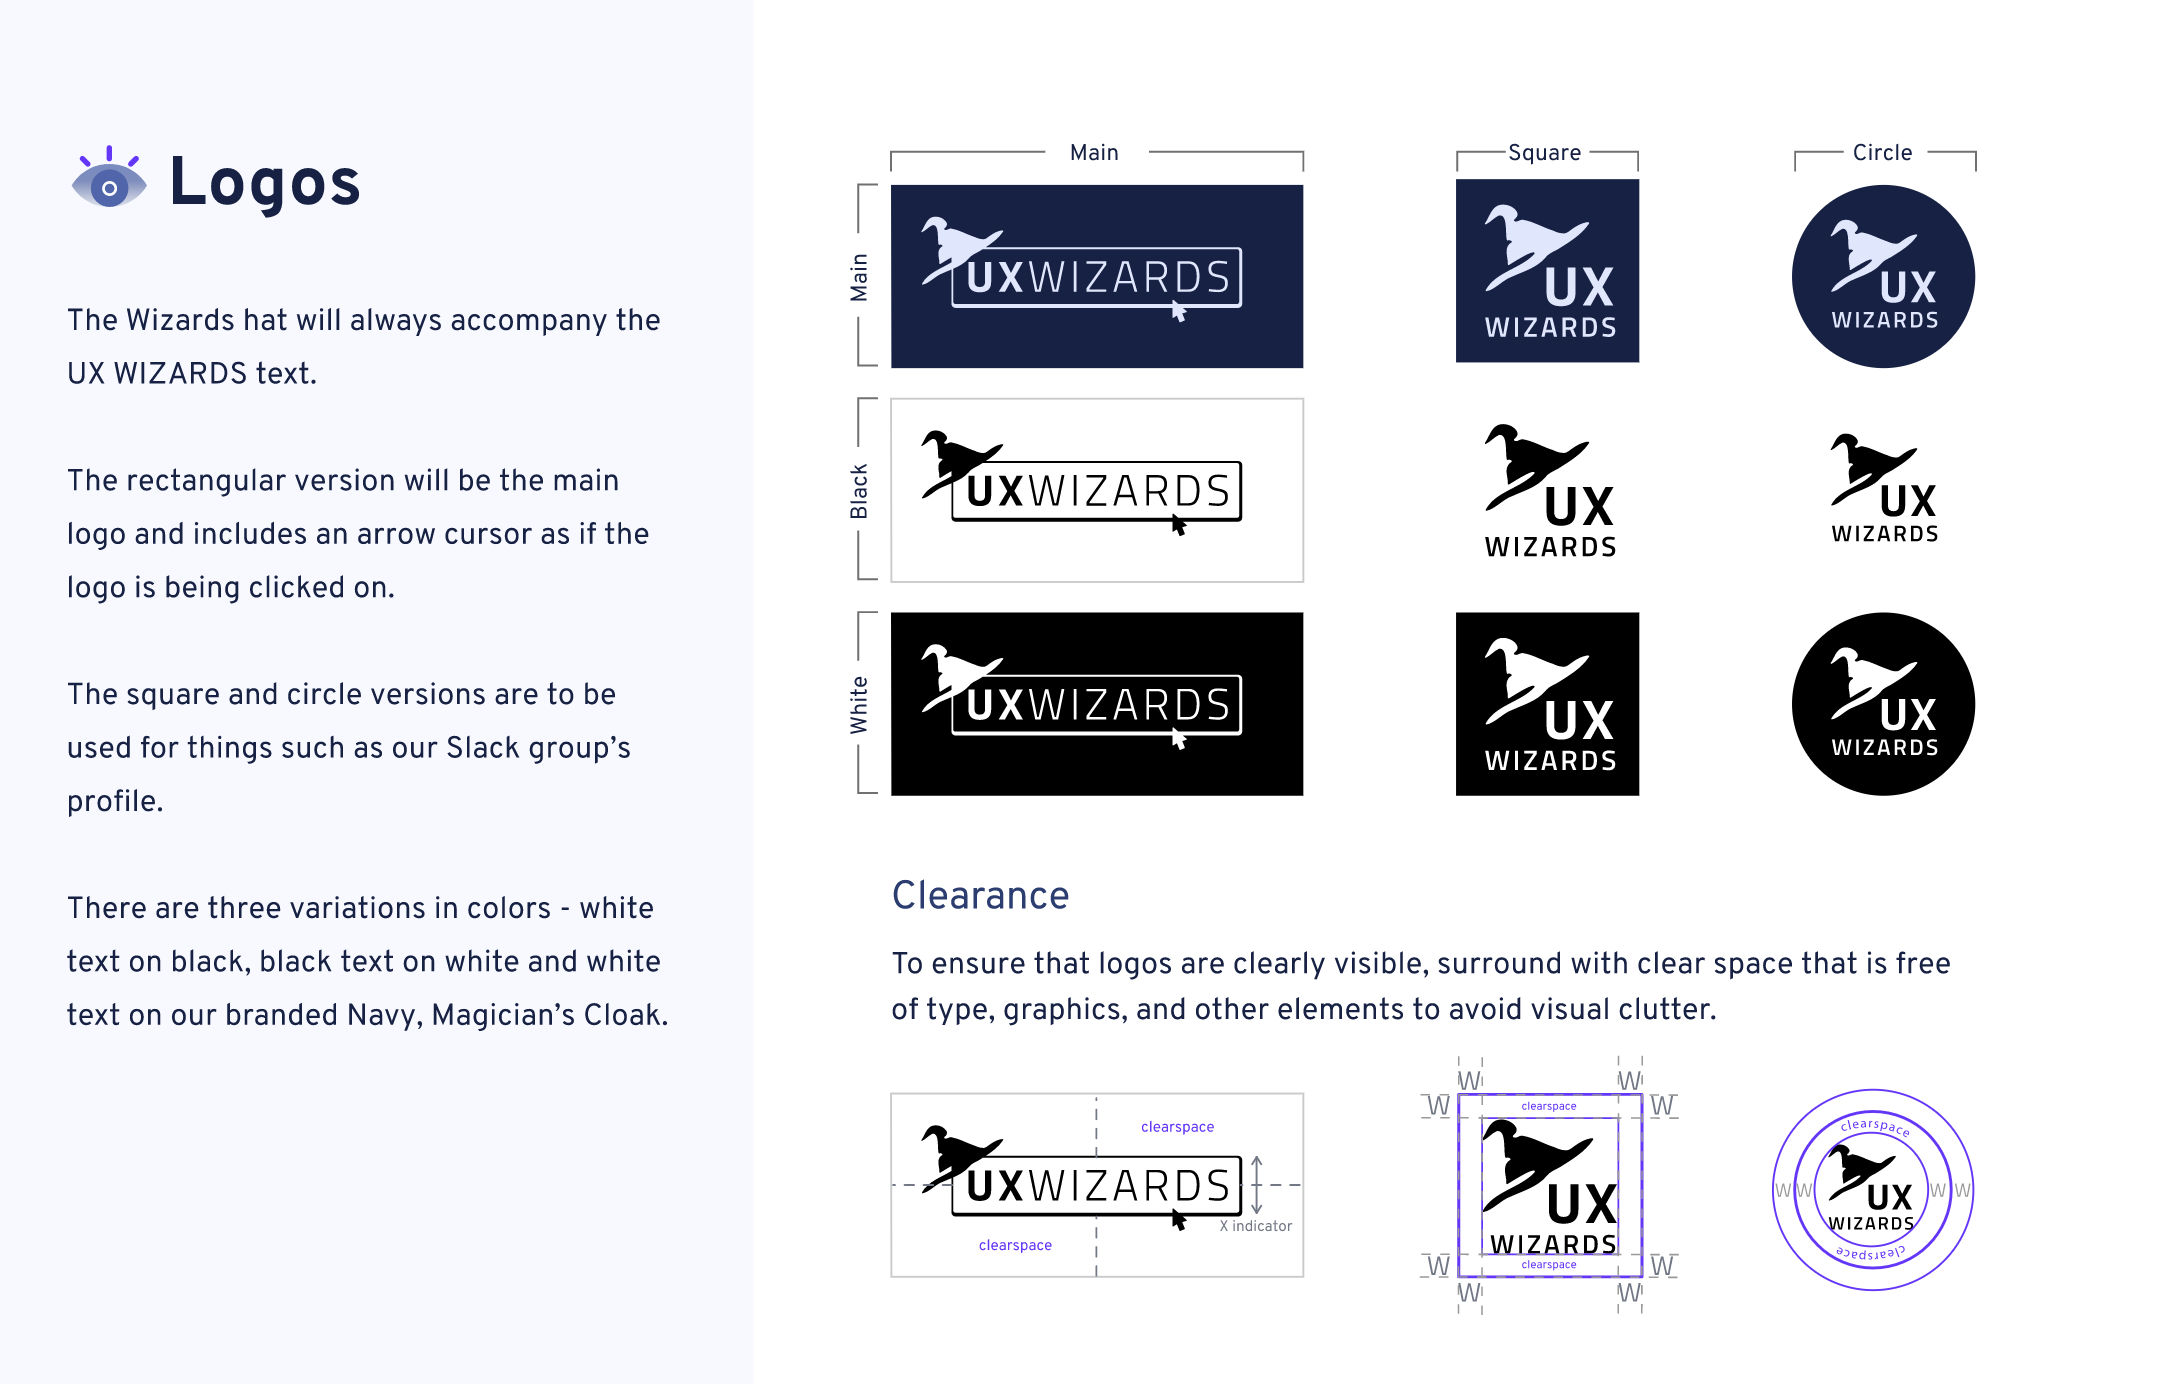 Logos
The Wizards hat will always accompany the
UX WIZARDS text.
The rectangular version will be the main
logo and includes an arrow cursor as if the
logo is being clicked on.
The square and circle versions are to be
used for things such as our Slack group’s
profile.
There are three variations in colors - white
text on black, black text on white and white
text on our branded Navy, Magician’s Cloak.
Main
Square
Circle
Main
UXWIZARDS
UX
WIZARDS
UX
WIZARDS
Black
UXWIZARDS
UX
WIZARDS
UX
WIZARDS
White
UXWIZARDS
UX
WIZARDS
UX
WIZARDS
Clearance
To ensure that logos are clearly visible, surround with clear space that is free
of type, graphics, and other elements to avoid visual clutter.
clearspace
UXWIZARDS
X indicator
clearspace
W W
W clearspace W
UX
WIZARDS
W clearspace W
W W
clearspace
W W W W
UX
WIZARDS
clearspace